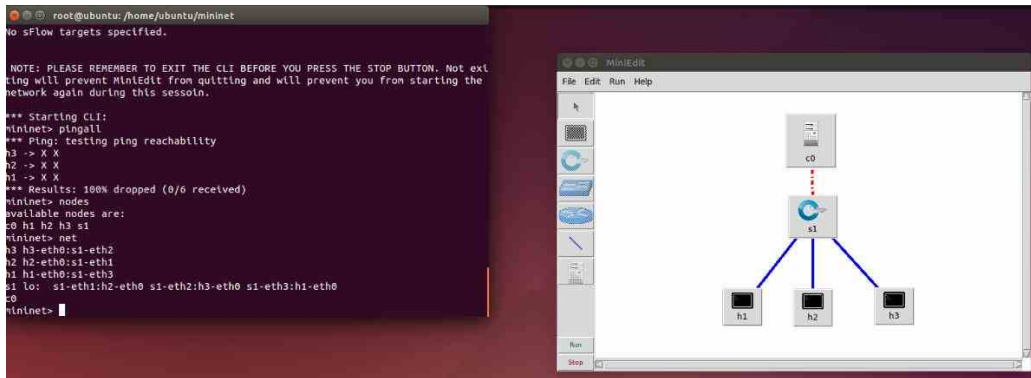 root@ubuntu: /home/ubuntu/mininet
No sFlow targets specified.
NOTE: PLEASE REMEMBER TO EXIT THE CLI BEFORE YOU PRESS THE STOP BUTTON. Not exi
ting will prevent MiniEdit from quitting and will prevent you from starting the
network again during this sessoin.
*** Starting CLI:
mininet> pingall
*** Ping: testing ping reachability
h3 -> X X
h2 -> X X
h1 -> X X
*** Results: 100% dropped (0/6 received)
mininet> nodes
available nodes are:
c0 h1 h2 h3 s1
mininet> net
h3 h3-eth0:s1-eth2
h2 h2-eth0:s1-eth1
h1 h1-eth0:s1-eth3
s1 lo:  s1-eth1:h2-eth0 s1-eth2:h3-eth0 s1-eth3:h1-eth0
c0
mininet>
MiniEdit
File Edit Run Help
c0
s1
h1 h2 h3
Run
Stop